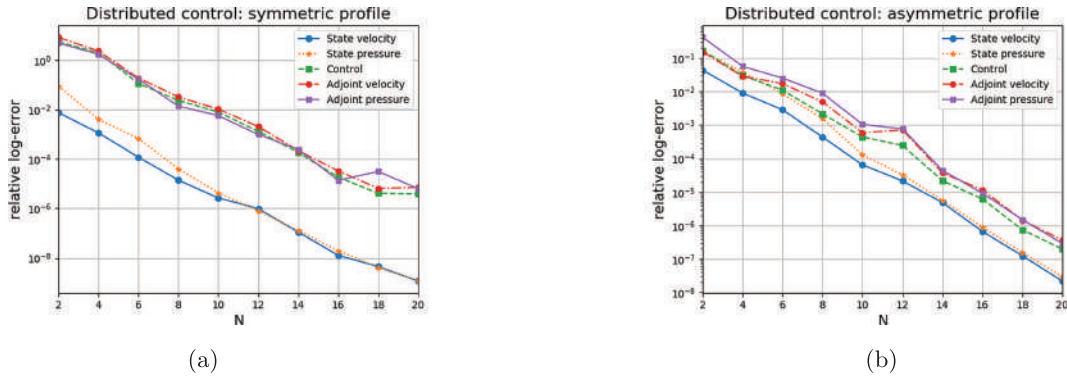 Distributed control: symmetric profile
State velocity
State pressure
Control
Adjoint velocity
Adjoint pressure
relative log-error
10⁰
10⁻²
10⁻⁴
10⁻⁶
10⁻⁸
2 4 6 8 10 12 14 16 18 20
N
(a)
Distributed control: asymmetric profile
State velocity
State pressure
Control
Adjoint velocity
Adjoint pressure
relative log-error
10⁻¹
10⁻²
10⁻³
10⁻⁴
10⁻⁵
10⁻⁶
10⁻⁷
10⁻⁸
2 4 6 8 10 12 14 16 18 20
N
(b)